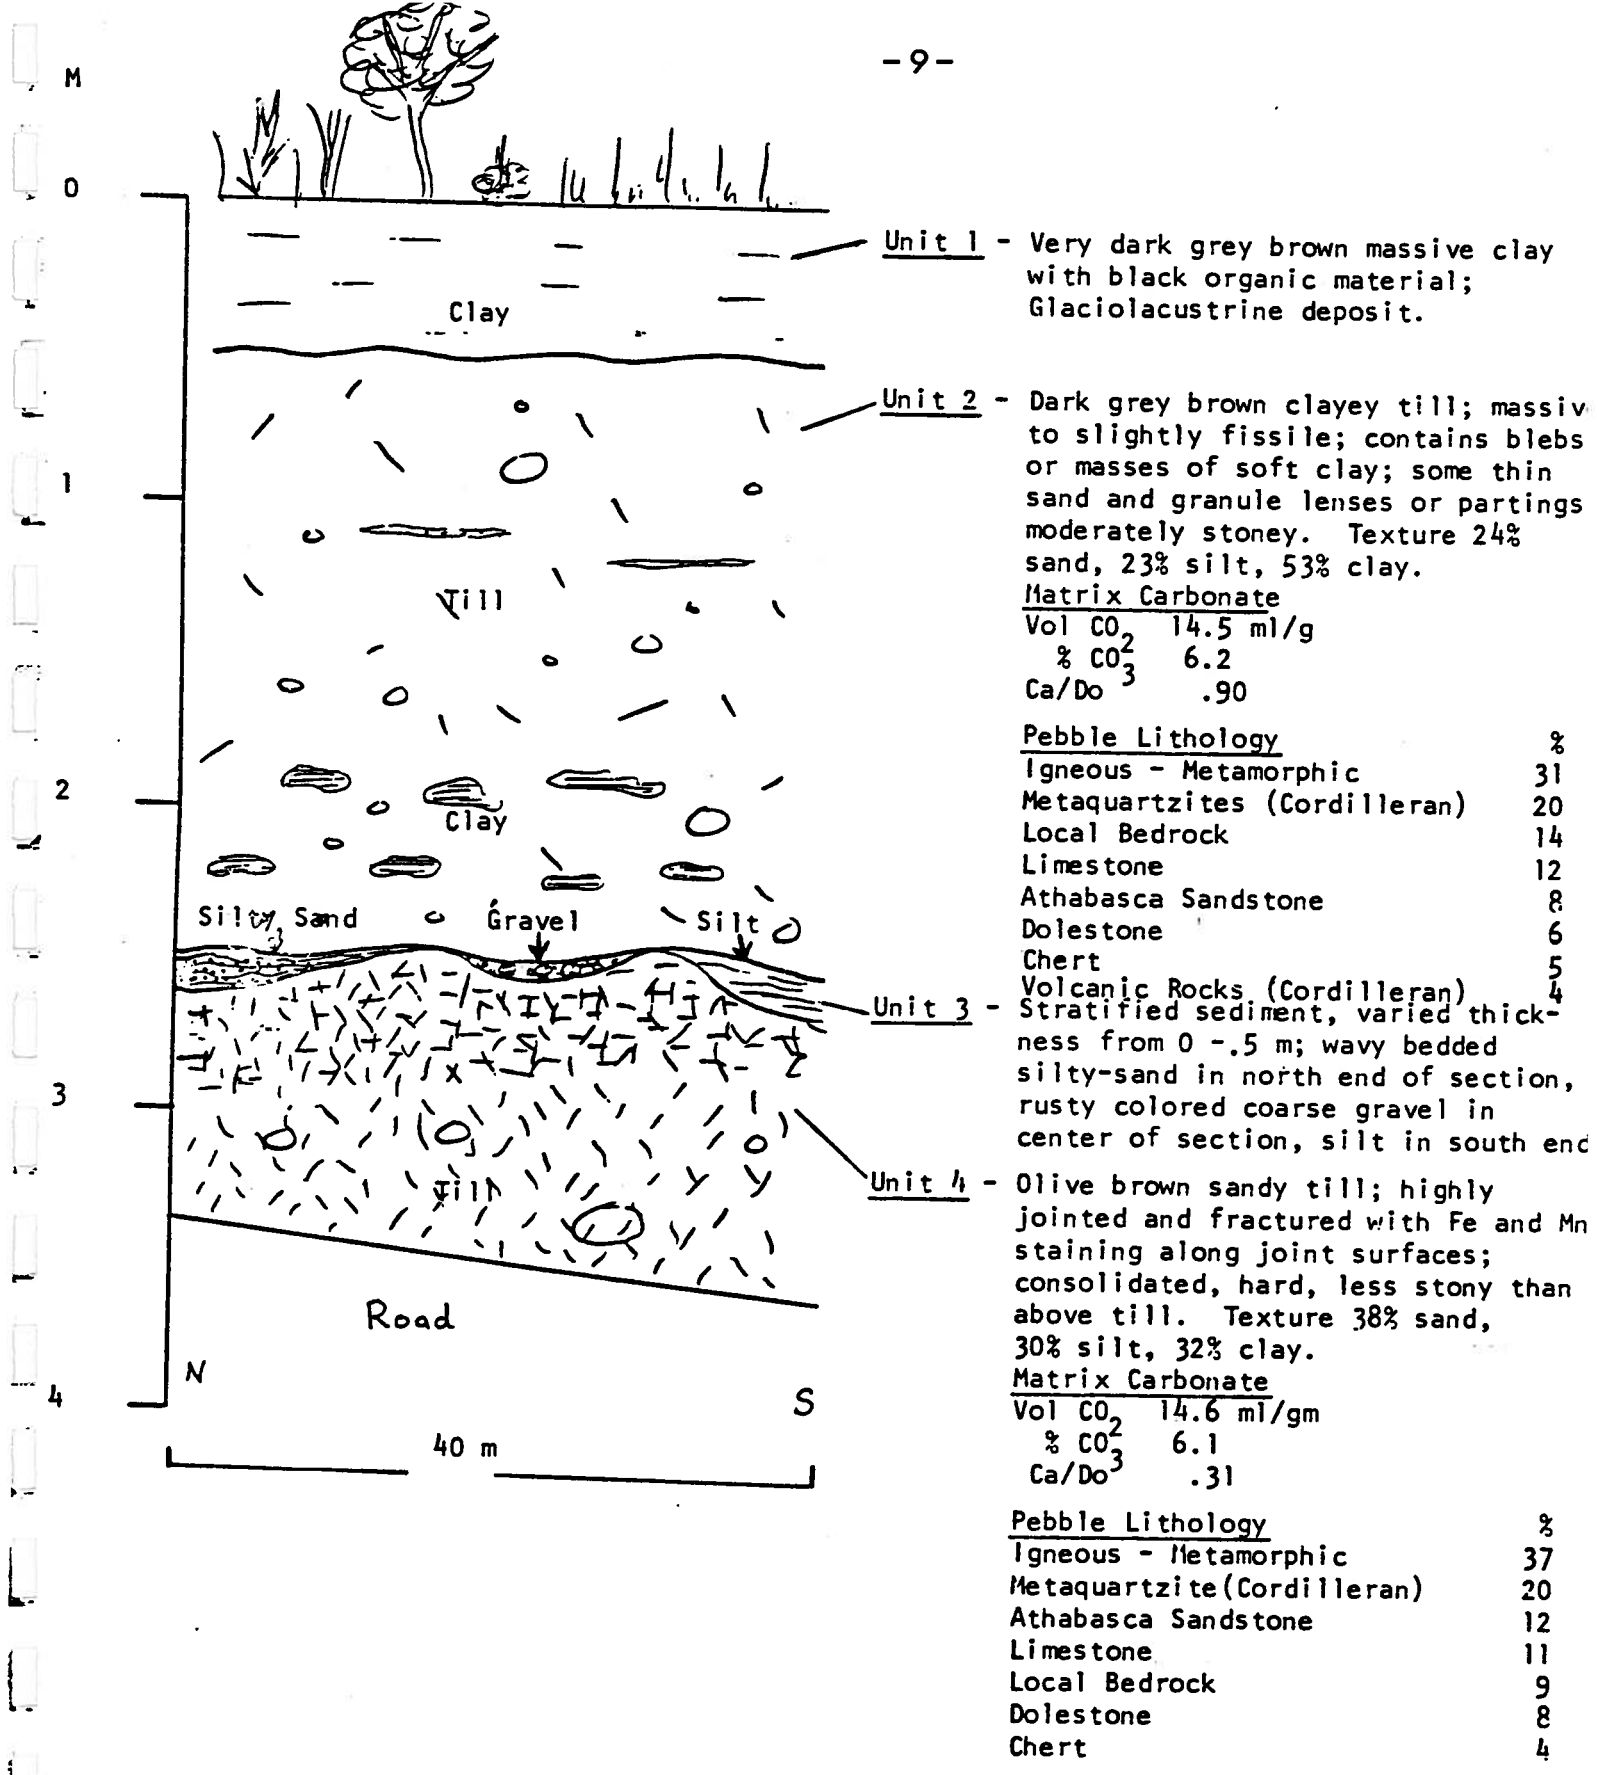 -9-
M
0
1
2
3
4
Clay
Till
Clay
Silty Sand
Gravel
Silt
Till
Road
N
S
40 m
Unit 1 - Very dark grey brown massive clay
with black organic material;
Glaciolacustrine deposit.
Unit 2 - Dark grey brown clayey till; massiv
to slightly fissile; contains blebs
or masses of soft clay; some thin
sand and granule lenses or partings
moderately stoney. Texture 24%
sand, 23% silt, 53% clay.
Matrix Carbonate
Vol CO2 14.5 ml/g
% CO3 6.2
Ca/Do .90
Pebble Lithology %
Igneous - Metamorphic 31
Metaquartzites (Cordilleran) 20
Local Bedrock 14
Limestone 12
Athabasca Sandstone 8
Dolestone 6
Chert 5
Volcanic Rocks (Cordilleran) 4
Unit 3 - Stratified sediment, varied thick-
ness from 0 -.5 m; wavy bedded
silty-sand in north end of section,
rusty colored coarse gravel in
center of section, silt in south end
Unit 4 - Olive brown sandy till; highly
jointed and fractured with Fe and Mn
staining along joint surfaces;
consolidated, hard, less stony than
above till. Texture 38% sand,
30% silt, 32% clay.
Matrix Carbonate
Vol CO2 14.6 ml/gm
% CO3 6.1
Ca/Do .31
Pebble Lithology %
Igneous - Metamorphic 37
Metaquartzite(Cordilleran) 20
Athabasca Sandstone 12
Limestone 11
Local Bedrock 9
Dolestone 8
Chert 4